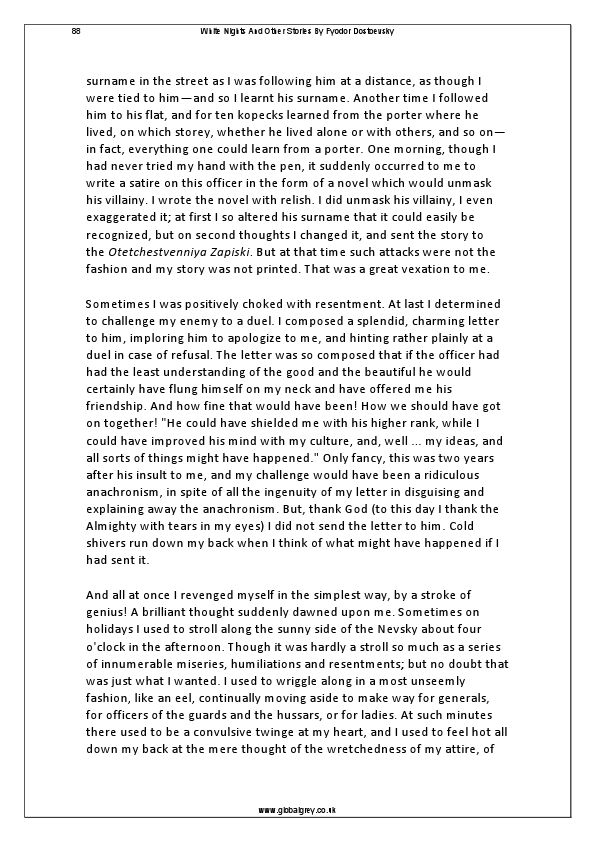 88
White Nights And Other Stories By Fyodor Dostoevsky
surname in the street as I was following him at a distance, as though I
were tied to him—and so I learnt his surname. Another time I followed
him to his flat, and for ten kopecks learned from the porter where he
lived, on which storey, whether he lived alone or with others, and so on—
in fact, everything one could learn from a porter. One morning, though I
had never tried my hand with the pen, it suddenly occurred to me to
write a satire on this officer in the form of a novel which would unmask
his villainy. I wrote the novel with relish. I did unmask his villainy, I even
exaggerated it; at first I so altered his surname that it could easily be
recognized, but on second thoughts I changed it, and sent the story to
the Otetchestvenniya Zapiski. But at that time such attacks were not the
fashion and my story was not printed. That was a great vexation to me.
Sometimes I was positively choked with resentment. At last I determined
to challenge my enemy to a duel. I composed a splendid, charming letter
to him, imploring him to apologize to me, and hinting rather plainly at a
duel in case of refusal. The letter was so composed that if the officer had
had the least understanding of the good and the beautiful he would
certainly have flung himself on my neck and have offered me his
friendship. And how fine that would have been! How we should have got
on together! "He could have shielded me with his higher rank, while I
could have improved his mind with my culture, and, well ... my ideas, and
all sorts of things might have happened." Only fancy, this was two years
after his insult to me, and my challenge would have been a ridiculous
anachronism, in spite of all the ingenuity of my letter in disguising and
explaining away the anachronism. But, thank God (to this day I thank the
Almighty with tears in my eyes) I did not send the letter to him. Cold
shivers run down my back when I think of what might have happened if I
had sent it.
And all at once I revenged myself in the simplest way, by a stroke of
genius! A brilliant thought suddenly dawned upon me. Sometimes on
holidays I used to stroll along the sunny side of the Nevsky about four
o'clock in the afternoon. Though it was hardly a stroll so much as a series
of innumerable miseries, humiliations and resentments; but no doubt that
was just what I wanted. I used to wriggle along in a most unseemly
fashion, like an eel, continually moving aside to make way for generals,
for officers of the guards and the hussars, or for ladies. At such minutes
there used to be a convulsive twinge at my heart, and I used to feel hot all
down my back at the mere thought of the wretchedness of my attire, of
www.globalgrey.co.uk